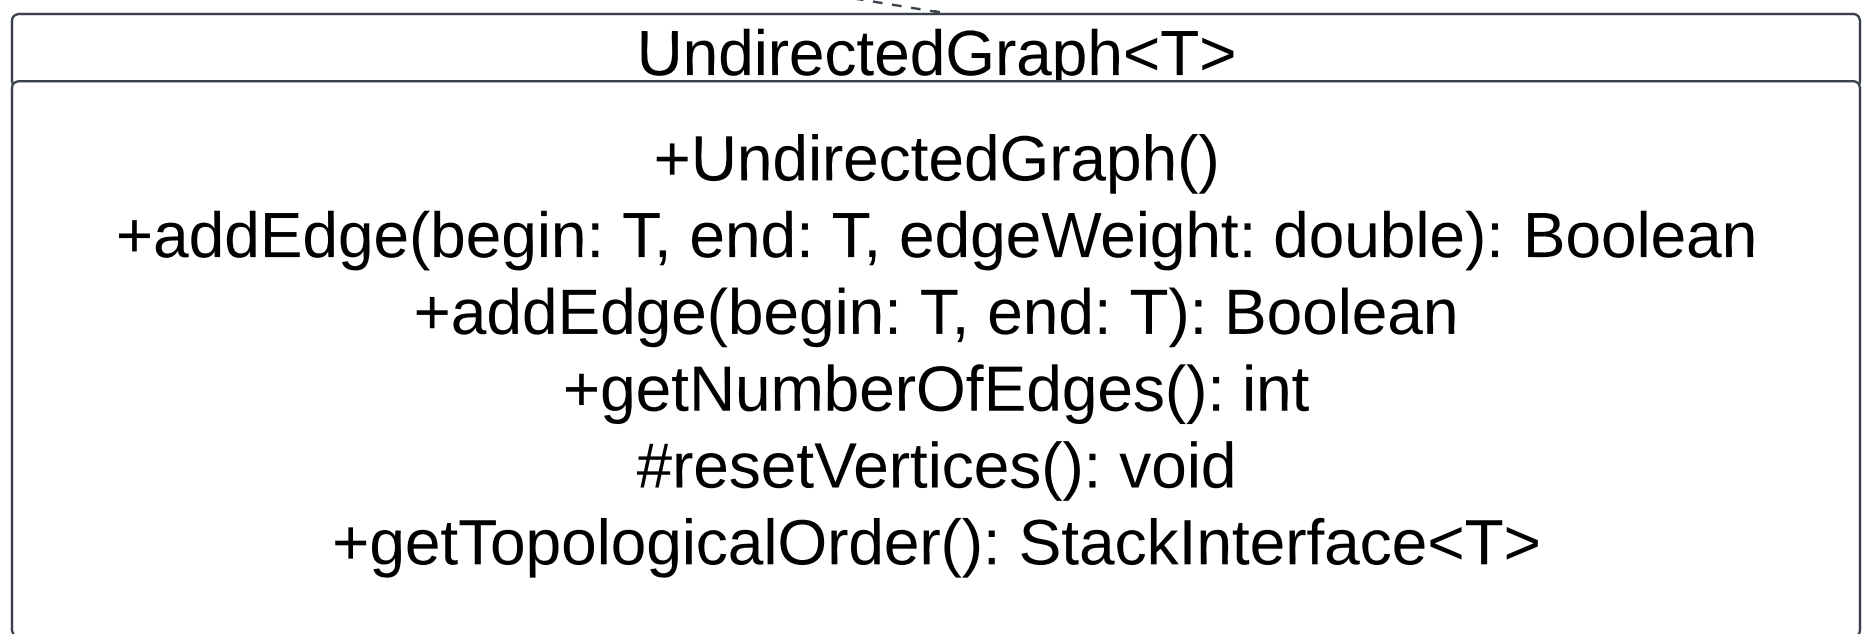 UndirectedGraph<T>
+UndirectedGraph()
+addEdge(begin: T, end: T, edgeWeight: double): Boolean
+addEdge(begin: T, end: T): Boolean
+getNumberOfEdges(): int
#resetVertices(): void
+getTopologicalOrder(): StackInterface<T>